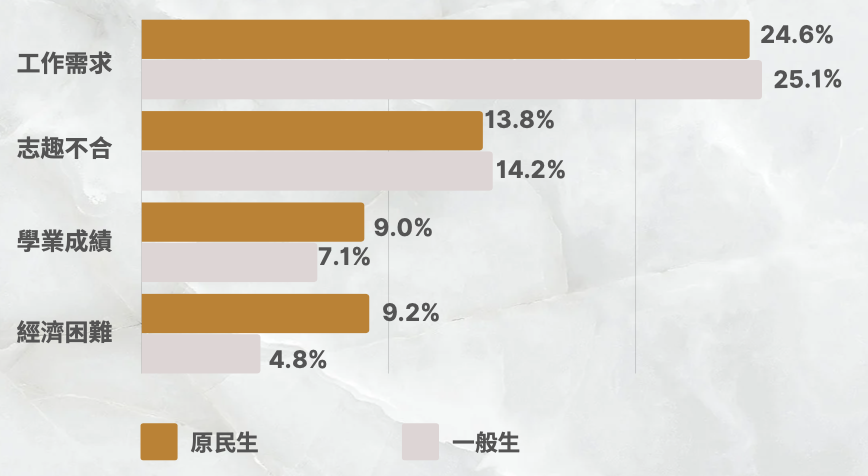 工作需求
24.6%
25.1%
志趣不合
13.8%
14.2%
學業成績
9.0%
7.1%
經濟困難
9.2%
4.8%
原民生
一般生